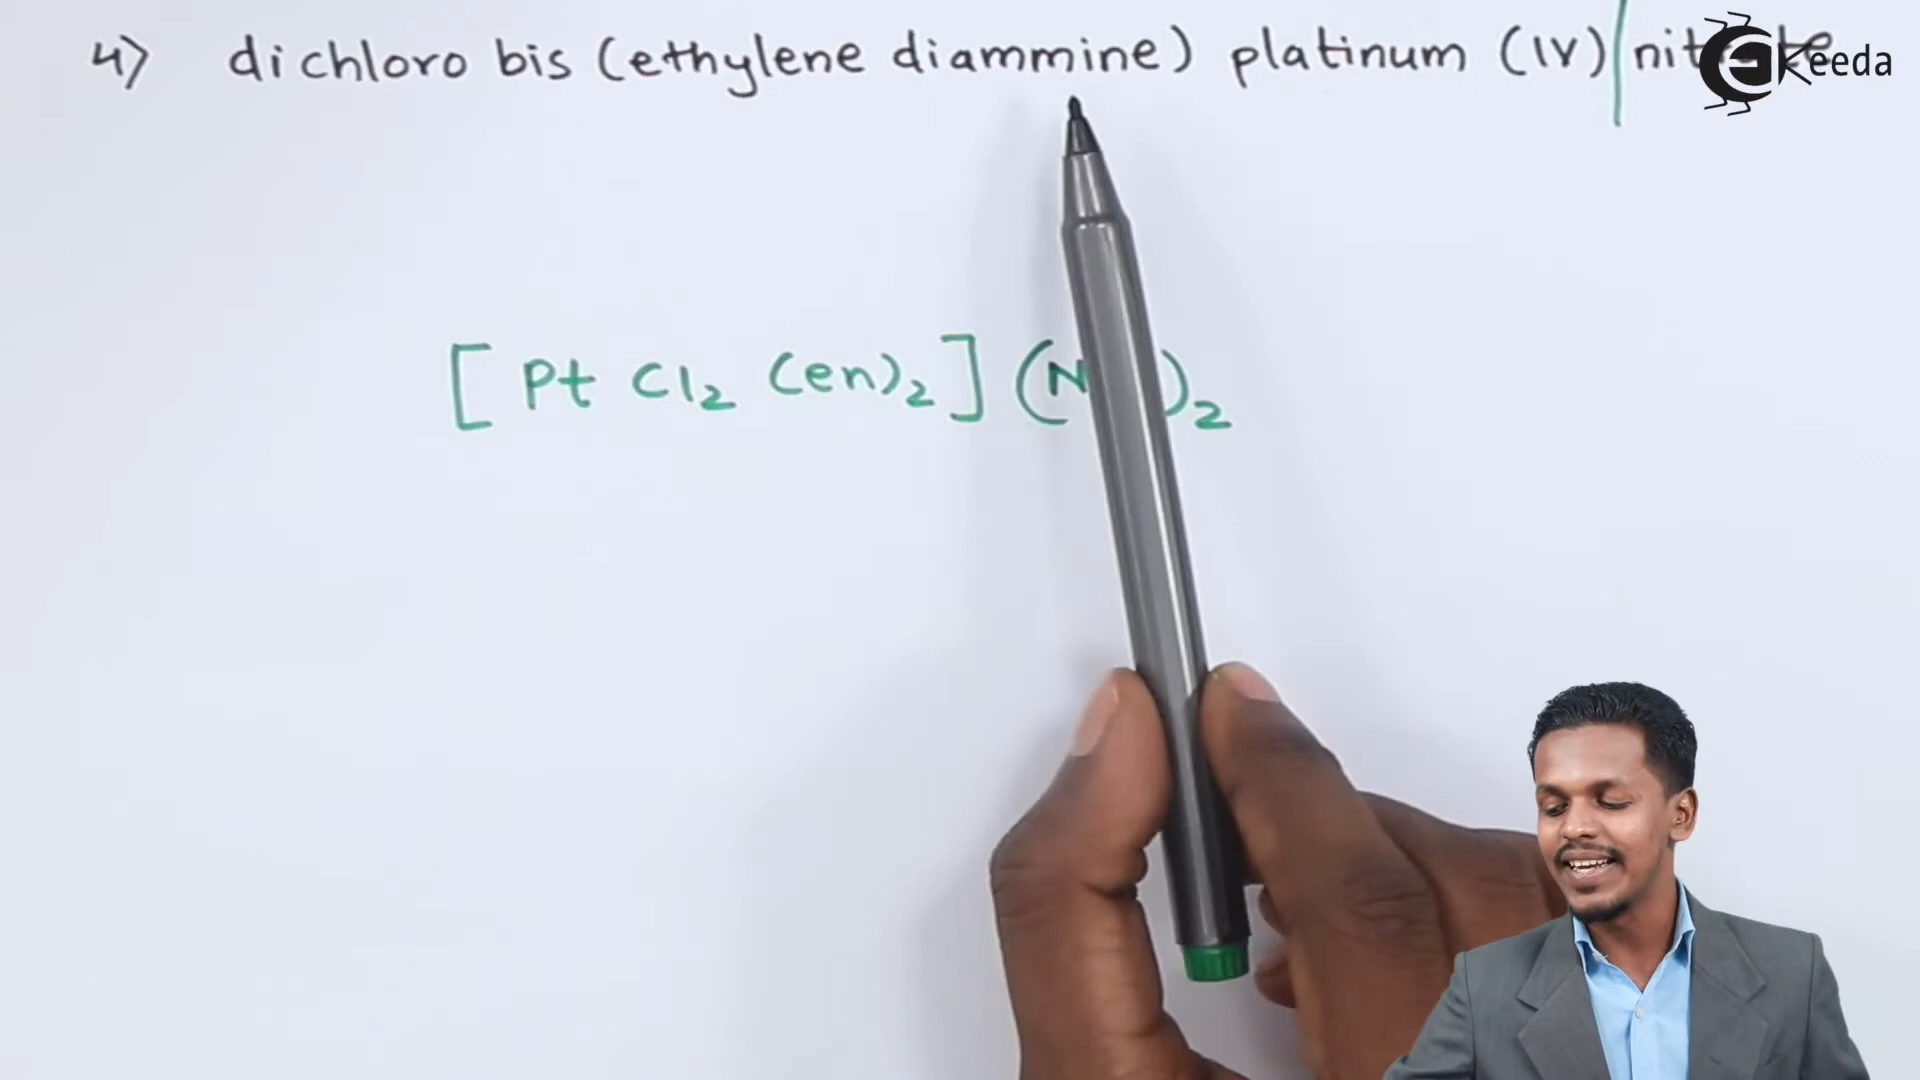 4) dichloro bis (ethylene diammine) platinum (IV) | nit
Keeda
[Pt Cl₂ (en)₂] (N )₂